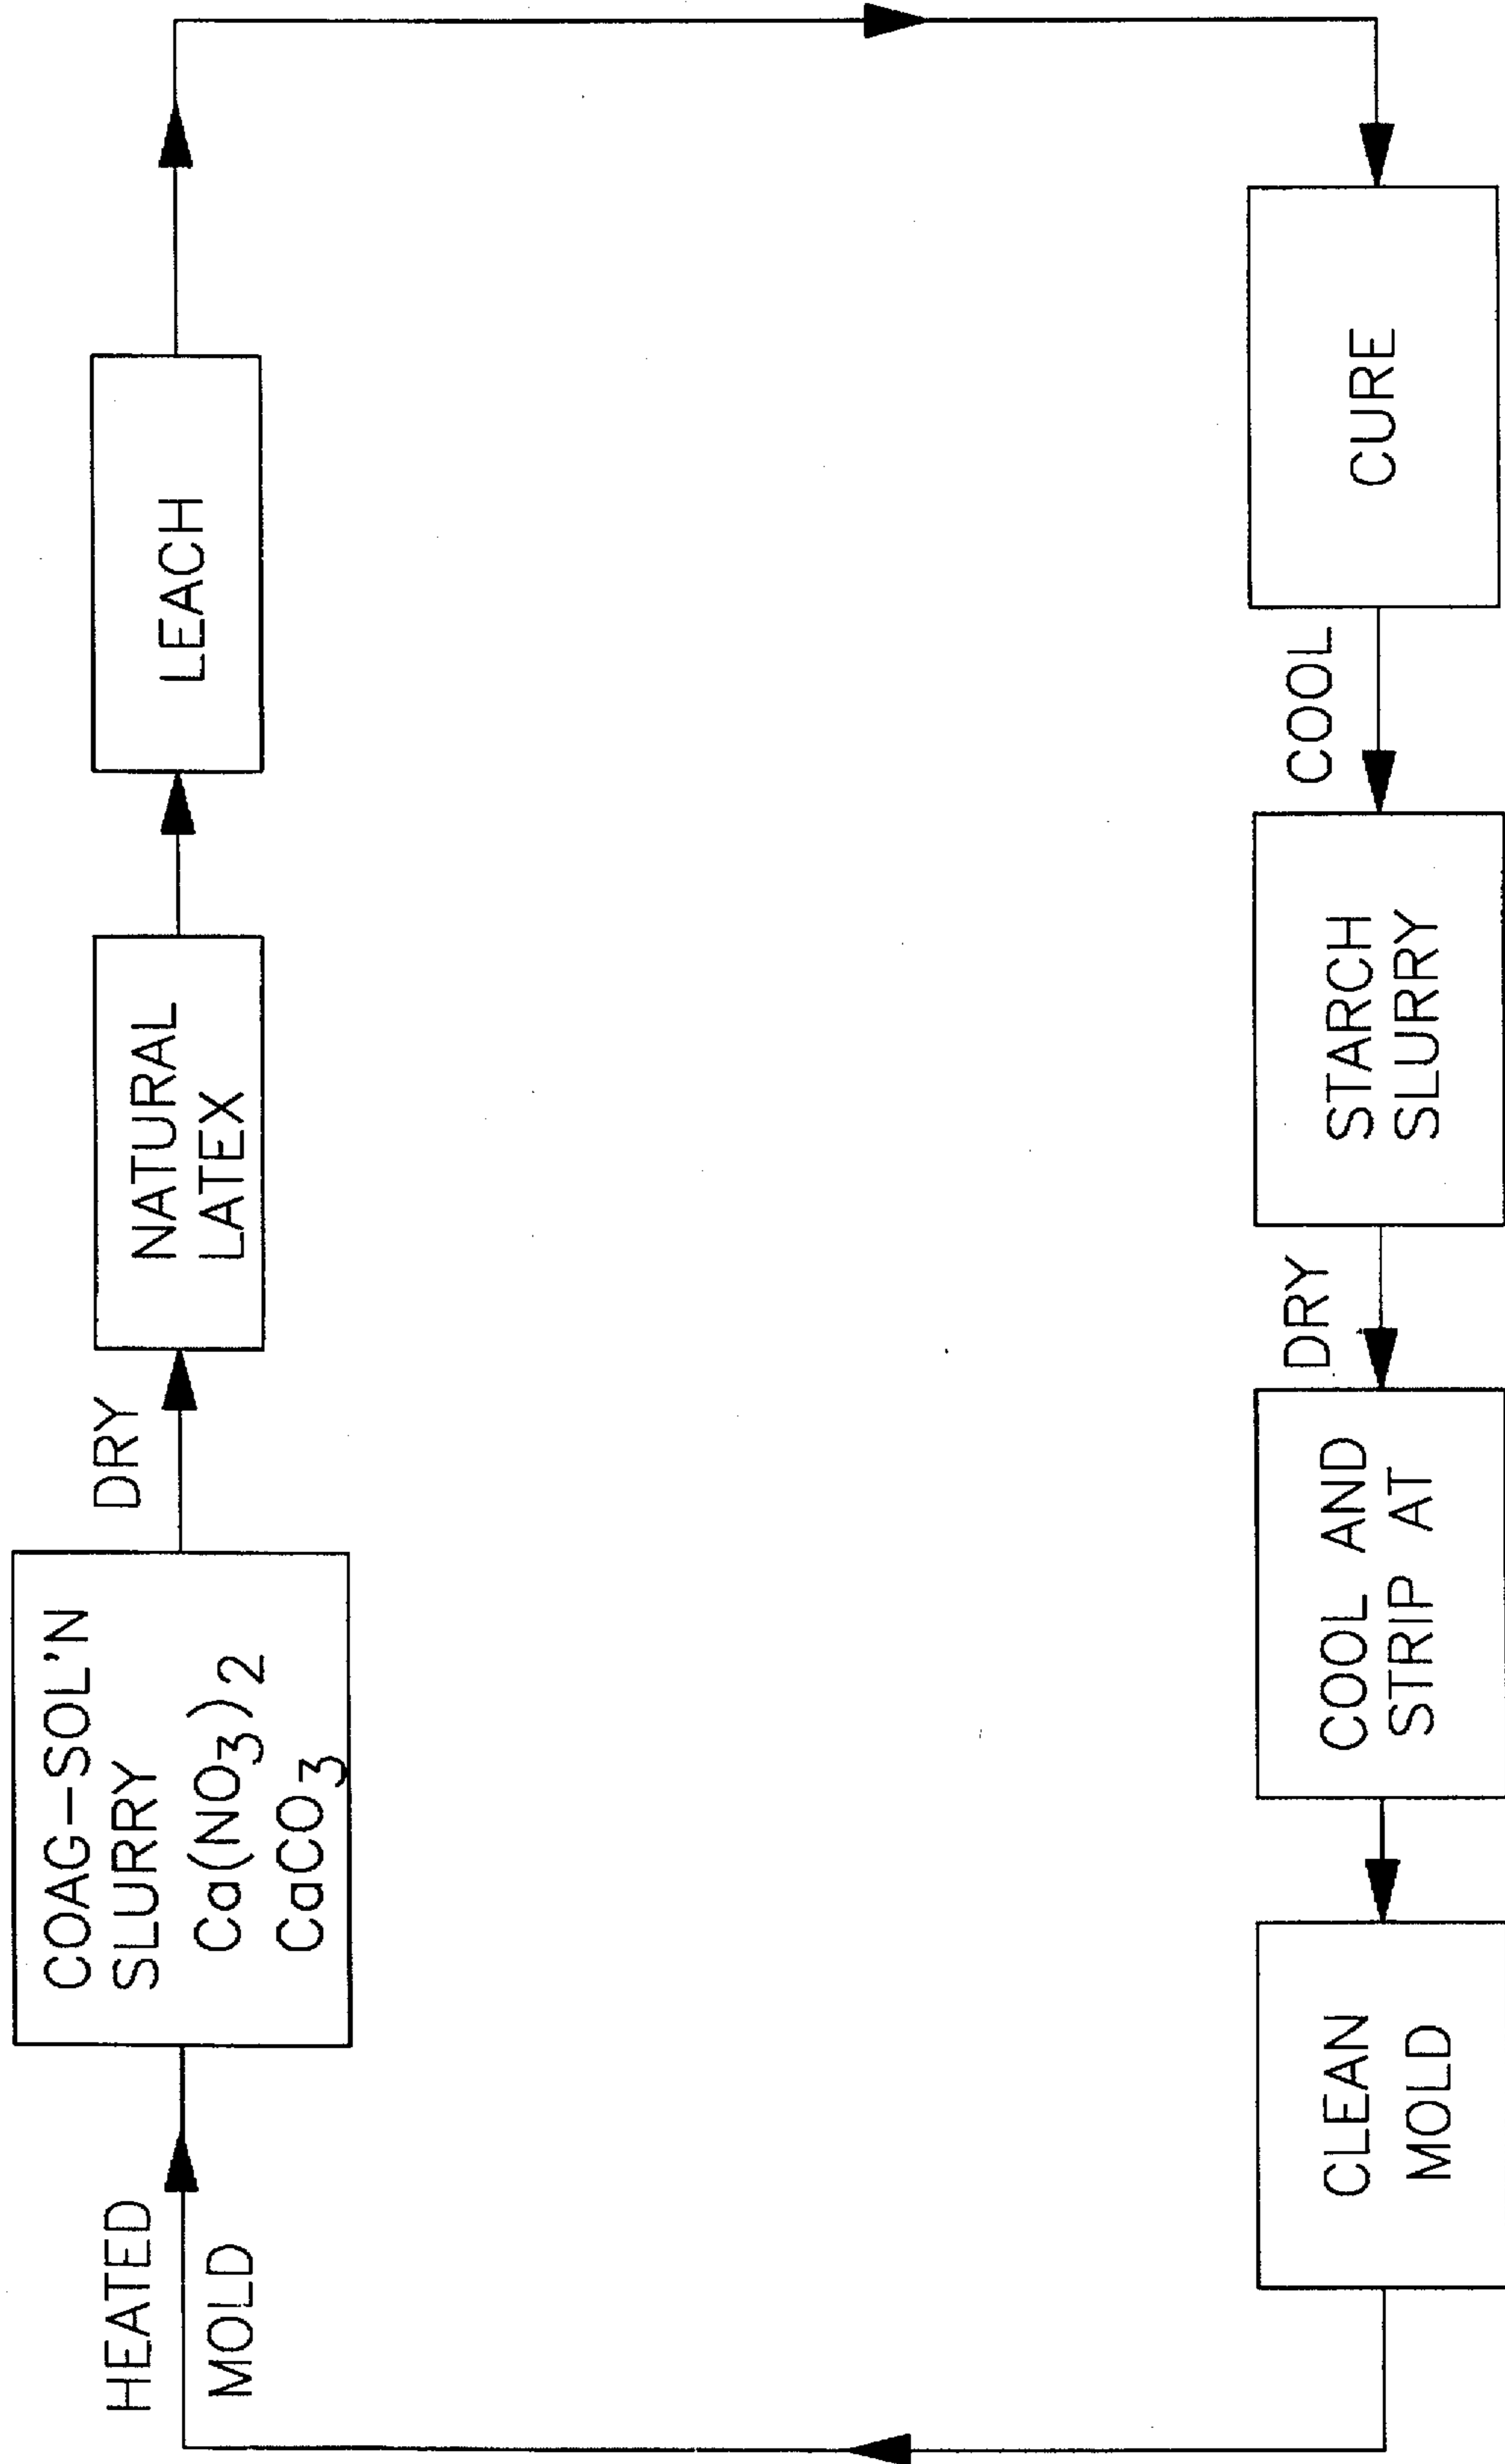 HEATED
MOLD
COAG-SOL'N
SLURRY
Ca(NO3)2
CaCO3
DRY
NATURAL
LATEX
LEACH
CURE
COOL
STARCH
SLURRY
DRY
COOL AND
STRIP AT
CLEAN
MOLD